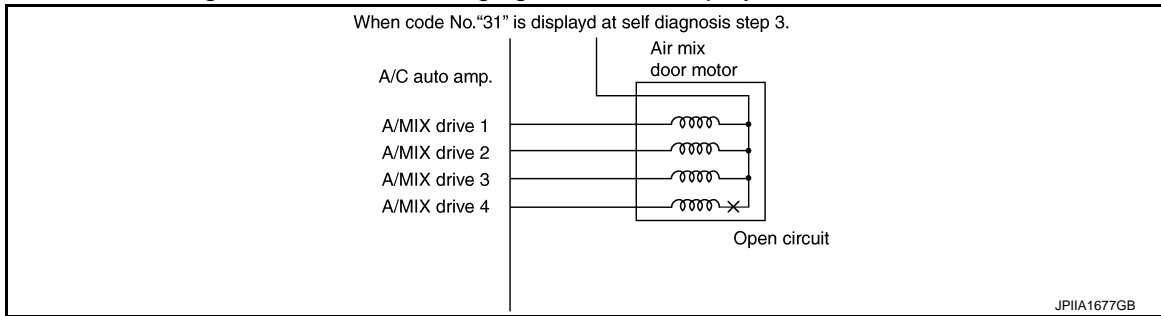 When code No.“31” is displayd at self diagnosis step 3.
Air mix
door motor
A/C auto amp.
A/MIX drive 1
A/MIX drive 2
A/MIX drive 3
A/MIX drive 4
Open circuit
JPIIA1677GB